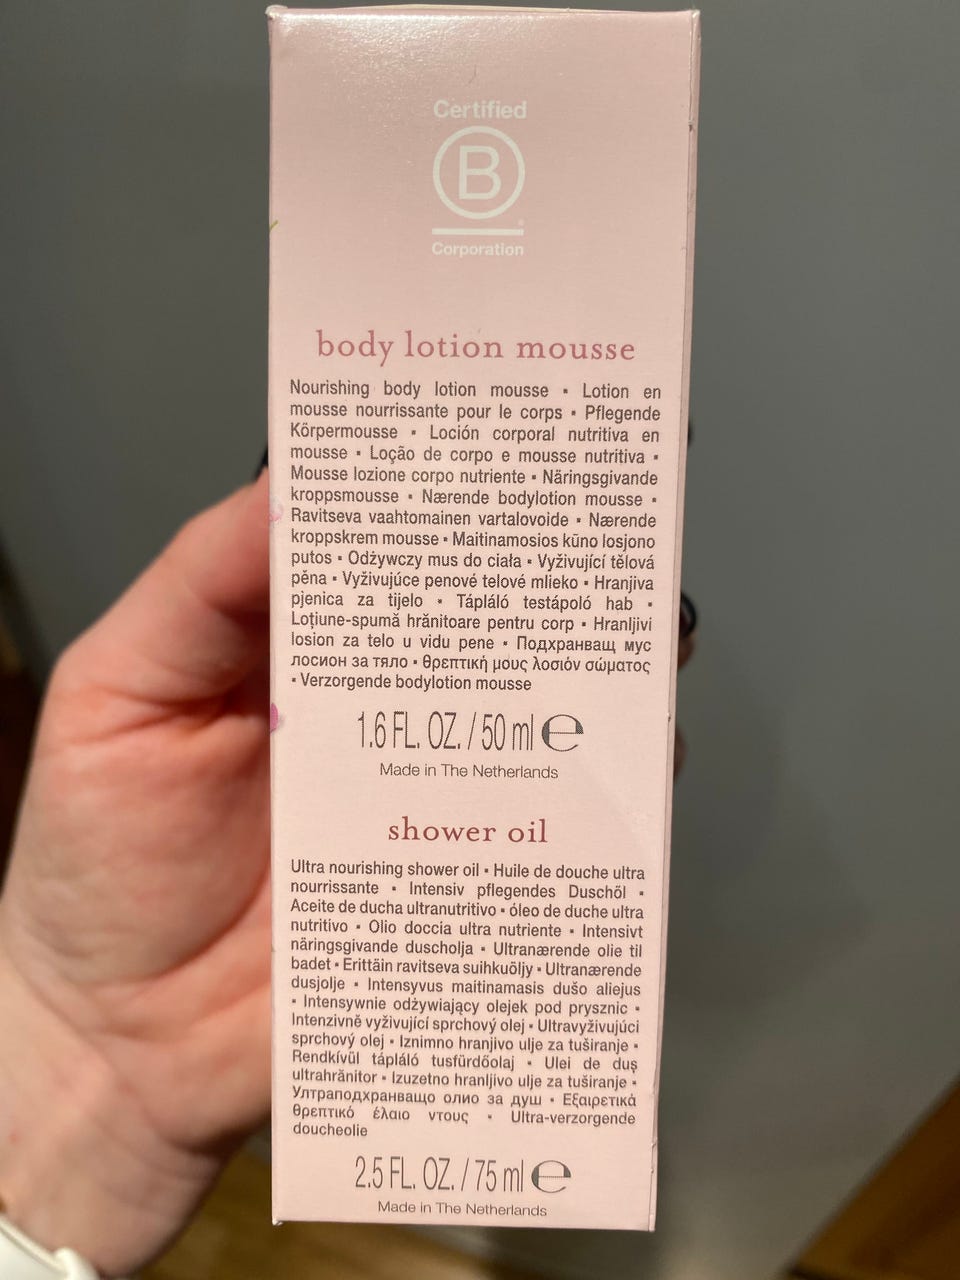 Certified
B
®
Corporation
body lotion mousse
Nourishing body lotion mousse ▪ Lotion en
mousse nourrissante pour le corps ▪ Pflegende
Körpermousse ▪ Loción corporal nutritiva en
mousse ▪ Loção de corpo e mousse nutritiva ▪
Mousse lozione corpo nutriente ▪ Näringsgivande
kroppsmousse ▪ Nærende bodylotion mousse ▪
Ravitseva vaahtomainen vartalovoide ▪ Nærende
kroppskrem mousse ▪ Maitinamosios kūno losjono
putos ▪ Odżywczy mus do ciała ▪ Vyživující tělová
pěna ▪ Vyživujúce penové telové mlieko ▪ Hranjiva
pjenica za tijelo ▪ Tápláló testápoló hab ▪
Loțiune-spumă hrănitoare pentru corp ▪ Hranljivi
losion za telo u vidu pene ▪ Подхранващ мус
лосион за тяло ▪ θρεπτική μους λοσιόν σώματος
▪ Verzorgende bodylotion mousse
1.6 FL. OZ. / 50 ml ℮
Made in The Netherlands
shower oil
Ultra nourishing shower oil ▪ Huile de douche ultra
nourrissante ▪ Intensiv pflegendes Duschöl ▪
Aceite de ducha ultranutritivo ▪ óleo de duche ultra
nutritivo ▪ Olio doccia ultra nutriente ▪ Intensivt
näringsgivande duscholja ▪ Ultranærende olie til
badet ▪ Erittäin ravitseva suihkuöljy ▪ Ultranærende
dusjolje ▪ Intensyvus maitinamasis dušo aliejus
▪ Intensywnie odżywiający olejek pod prysznic ▪
Intenzivně vyživující sprchový olej ▪ Ultravyživujúci
sprchový olej ▪ Iznimno hranjivo ulje za tuširanje ▪
Rendkívül tápláló tusfürdőolaj ▪ Ulei de duș
ultrahrănitor ▪ Izuzetno hranljivo ulje za tuširanje ▪
Ултраподхранващо олио за душ ▪ Εξαιρετικά
θρεπτικό έλαιο ντους ▪ Ultra-verzorgende
doucheolie
2.5 FL. OZ. / 75 ml ℮
Made in The Netherlands